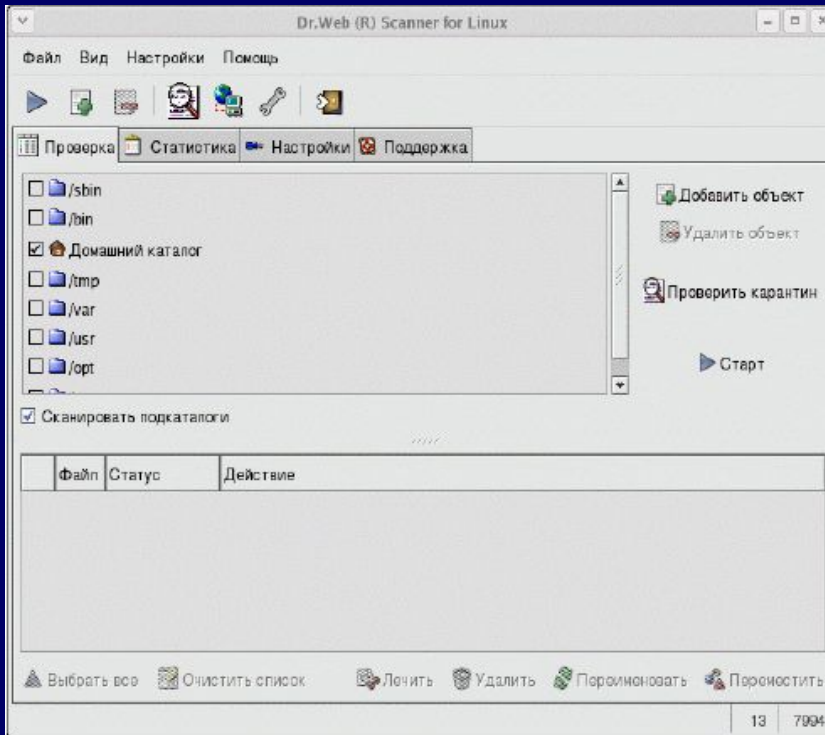 Dr.Web (R) Scanner for Linux
Файл Вид Настройки Помощь
Проверка Статистика Настройки Поддержка
/sbin
/bin
Домашний каталог
/tmp
/var
/usr
/opt
Добавить объект
Удалить объект
Проверить карантин
Старт
Сканировать подкаталоги
Файл Статус Действие
Выбрать все Очистить список Лечить Удалить Переименовать Переместить
13 7994